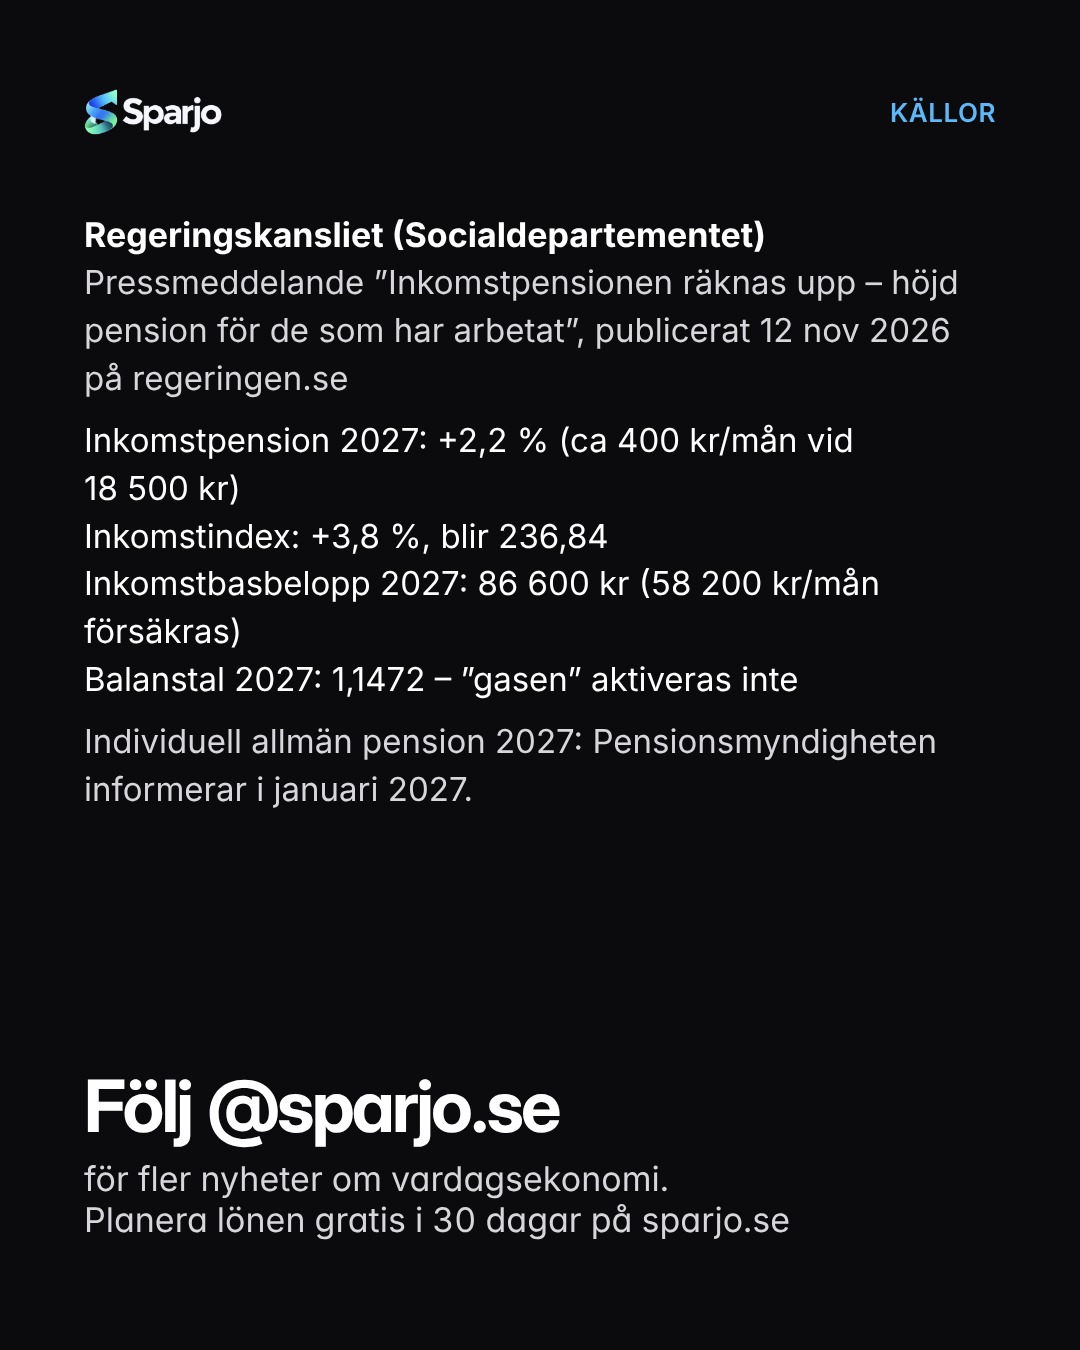 Sparjo
KÄLLOR
Regeringskansliet (Socialdepartementet)
Pressmeddelande ”Inkomstpensionen räknas upp – höjd
pension för de som har arbetat”, publicerat 12 nov 2026
på regeringen.se
Inkomstpension 2027: +2,2 % (ca 400 kr/mån vid
18 500 kr)
Inkomstindex: +3,8 %, blir 236,84
Inkomstbasbelopp 2027: 86 600 kr (58 200 kr/mån
försäkras)
Balanstal 2027: 1,1472 – ”gasen” aktiveras inte
Individuell allmän pension 2027: Pensionsmyndigheten
informerar i januari 2027.
Följ @sparjo.se
för fler nyheter om vardagsekonomi.
Planera lönen gratis i 30 dagar på sparjo.se